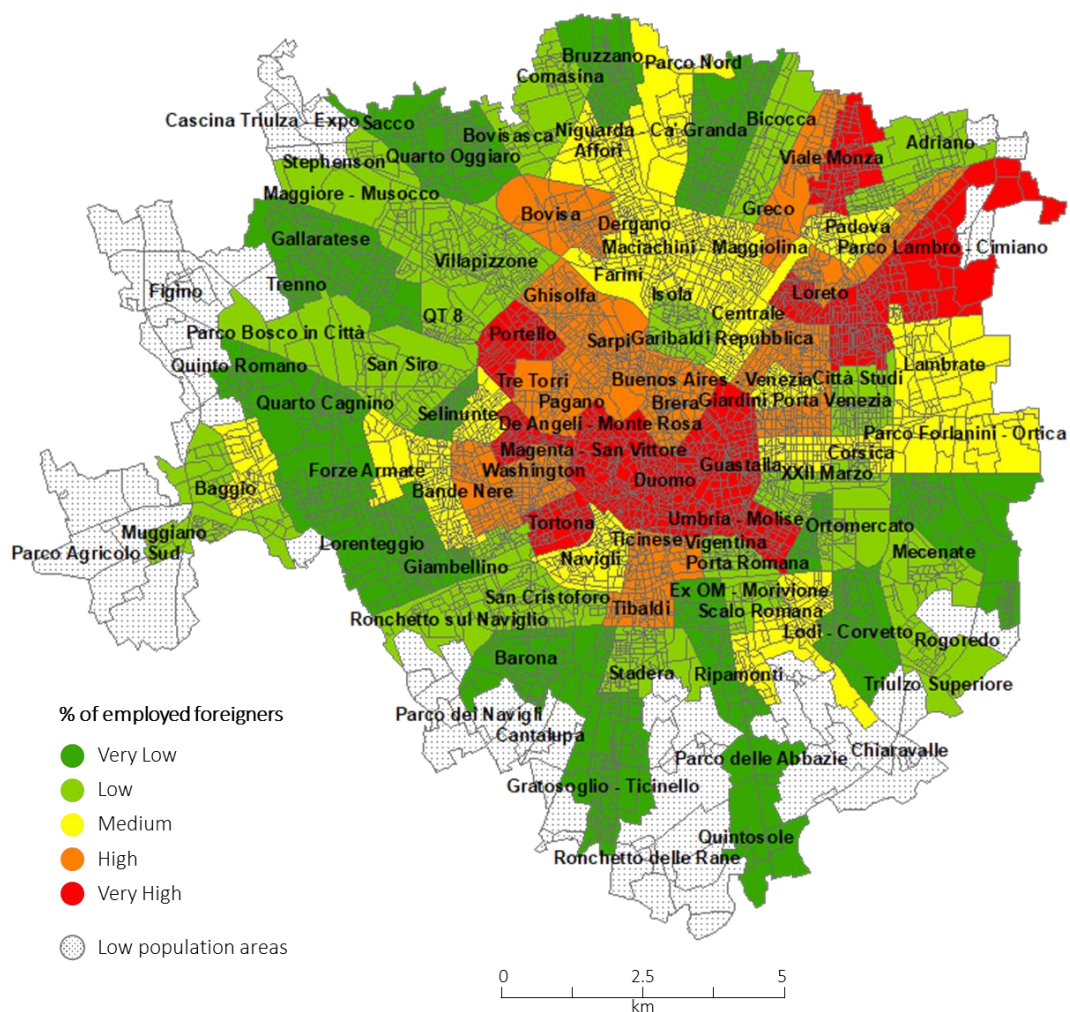 Bruzzano
Parco Nord
Comasina
Cascina Triulza - Expo
Sacco
Bicocca
Bovisasca
Niguarda - Ca' Granda
Adriano
Affori
Stephenson
Quarto Oggiaro
Viale Monza
Maggiore - Musocco
Greco
Bovisa
Dergano
Padova
Gallaratese
Maciachini - Maggiolina
Parco Lambro - Cimiano
Villapizzone
Farini
Trenno
Figino
Ghisolfa
Isola
Loreto
QT 8
Centrale
Parco Bosco in Città
Portello
Sarpi
Garibaldi Repubblica
Quinto Romano
San Siro
Lambrate
Tre Torri
Buenos Aires - Venezia
Città Studi
Quarto Cagnino
Pagano
Brera
Giardini Porta Venezia
Selinunte
De Angeli - Monte Rosa
Parco Forlanini - Ortica
Magenta - San Vittore
Corsica
Forze Armate
Washington
Guastalla
XXII Marzo
Baggio
Bande Nere
Duomo
Tortona
Umbria - Molise
Ortomercato
Muggiano
Lorenteggio
Ticinese
Vigentina
Parco Agricolo Sud
Navigli
Mecenate
Giambellino
Porta Romana
San Cristoforo
Ex OM - Morivione
Tibaldi
Scalo Romana
Ronchetto sul Naviglio
Lodi - Corvetto
Rogoredo
Barona
Stadera
Ripamonti
Triulzo Superiore
Parco dei Navigli
Cantalupa
Chiaravalle
Parco delle Abbazie
Gratosoglio - Ticinello
Quintosole
Ronchetto delle Rane
% of employed foreigners
Very Low
Low
Medium
High
Very High
Low population areas
0 2.5 5
km